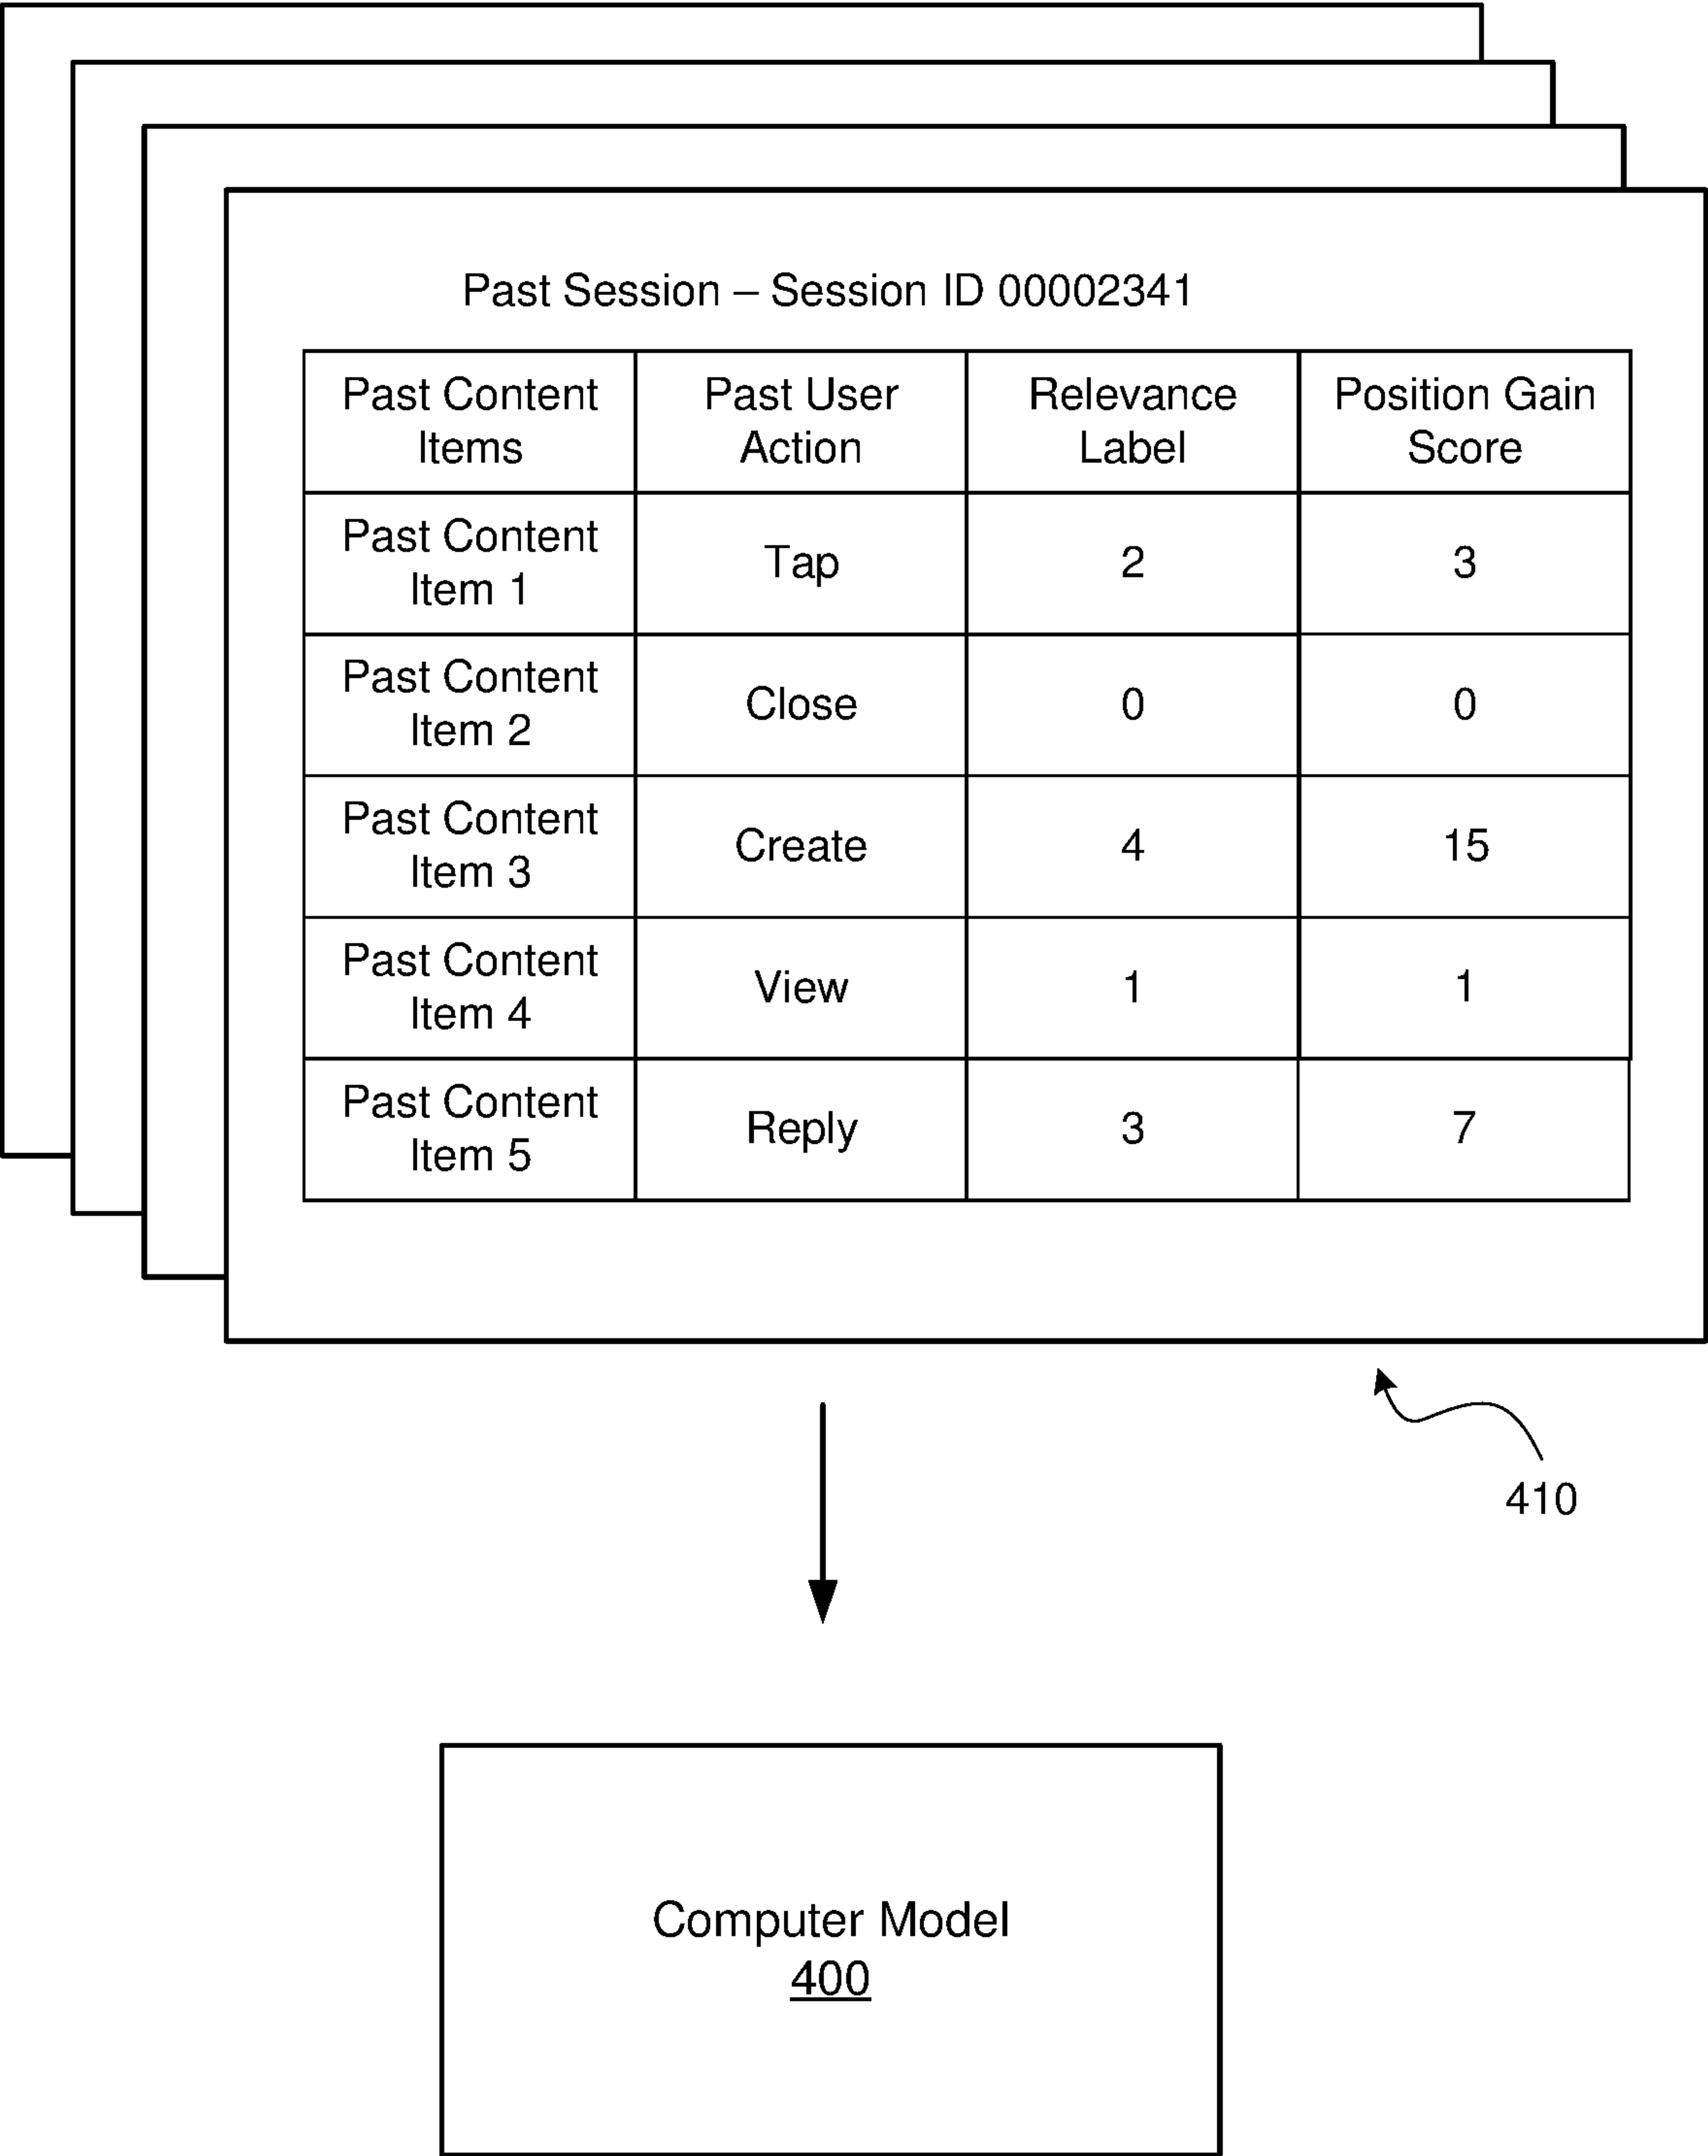 Past Session – Session ID 00002341
Past Content Items
Past User Action
Relevance Label
Position Gain Score
Past Content Item 1
Tap
2
3
Past Content Item 2
Close
0
0
Past Content Item 3
Create
4
15
Past Content Item 4
View
1
1
Past Content Item 5
Reply
3
7
410
Computer Model
400